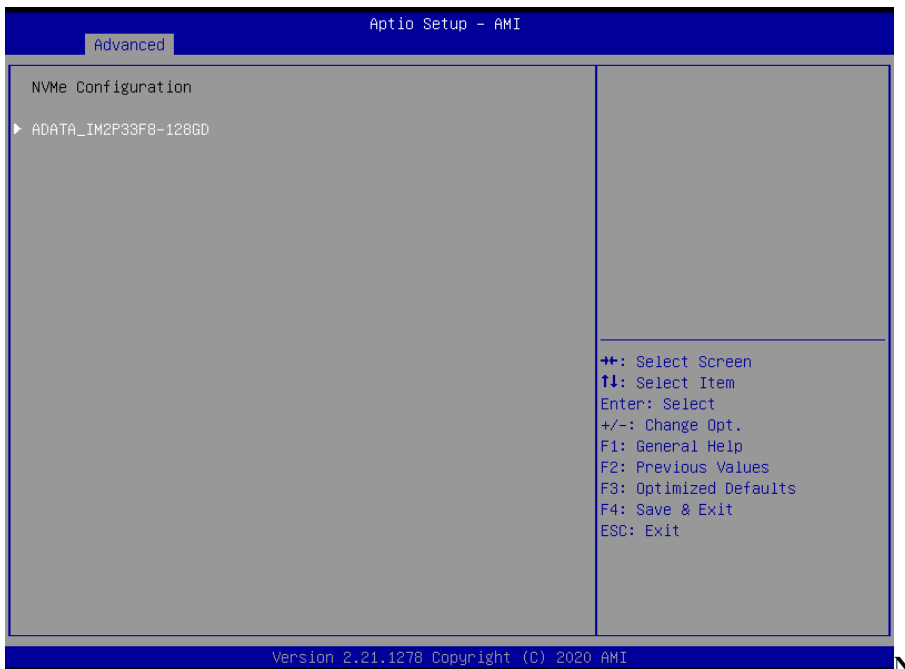 Aptio Setup – AMI
Advanced
NVMe Configuration
▶ ADATA_IM2P33F8-128GD
→←: Select Screen
↑↓: Select Item
Enter: Select
+/-: Change Opt.
F1: General Help
F2: Previous Values
F3: Optimized Defaults
F4: Save & Exit
ESC: Exit
Version 2.21.1278 Copyright (C) 2020 AMI